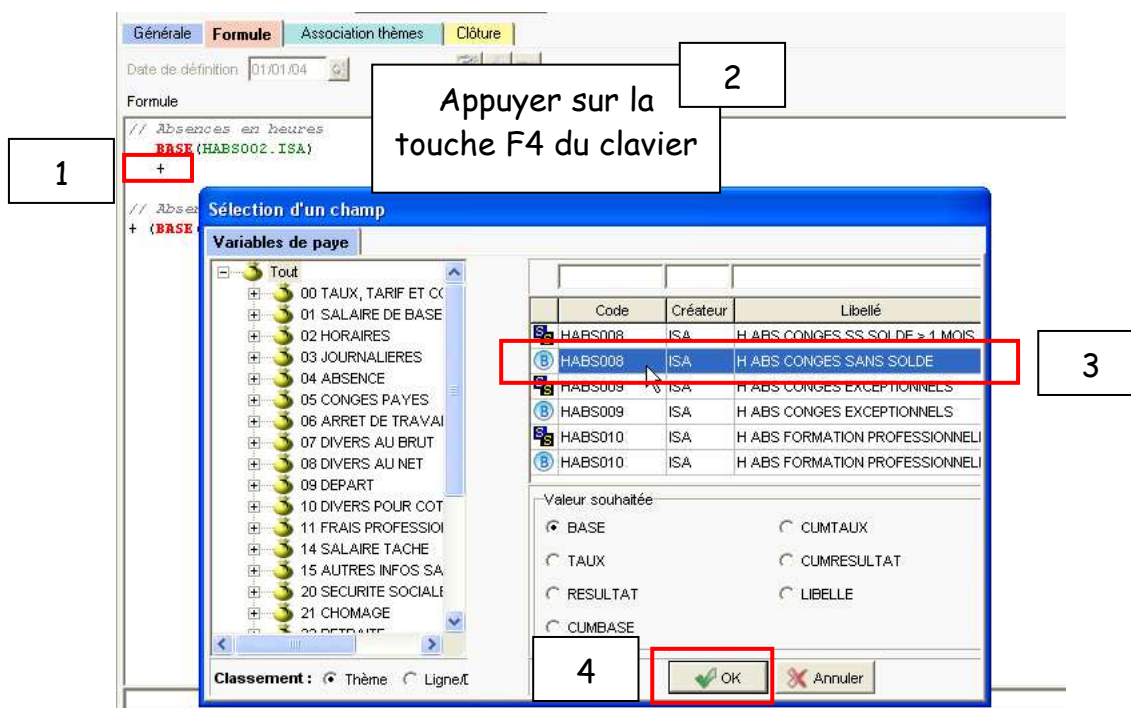 Générale Formule Association thèmes Clôture
Date de définition 01/01/04
2
Appuyer sur la
touche F4 du clavier
Formule
// Absences en heures
BASE(HABS002.ISA)
1
+
// Abse
+ (BASE
Sélection d'un champ
Variables de paye
Tout
00 TAUX, TARIF ET CO
01 SALAIRE DE BASE
02 HORAIRES
03 JOURNALIERES
04 ABSENCE
05 CONGES PAYES
06 ARRET DE TRAVAI
07 DIVERS AU BRUT
08 DIVERS AU NET
09 DEPART
10 DIVERS POUR COT
11 FRAIS PROFESSIO
14 SALAIRE TACHE
15 AUTRES INFOS SA
20 SECURITE SOCIALE
21 CHOMAGE
22 RETRAITE
Classement : Thème Ligne/
Code Créateur Libellé
HABS008 ISA H ABS CONGES SS SOLDE > 1 MOIS
HABS008 ISA H ABS CONGES SANS SOLDE
3
HABS009 ISA H ABS CONGES EXCEPTIONNELS
HABS009 ISA H ABS CONGES EXCEPTIONNELS
HABS010 ISA H ABS FORMATION PROFESSIONNEL
HABS010 ISA H ABS FORMATION PROFESSIONNEL
Valeur souhaitée
BASE CUMTAUX
TAUX CUMRESULTAT
RESULTAT LIBELLE
CUMBASE
4
OK Annuler